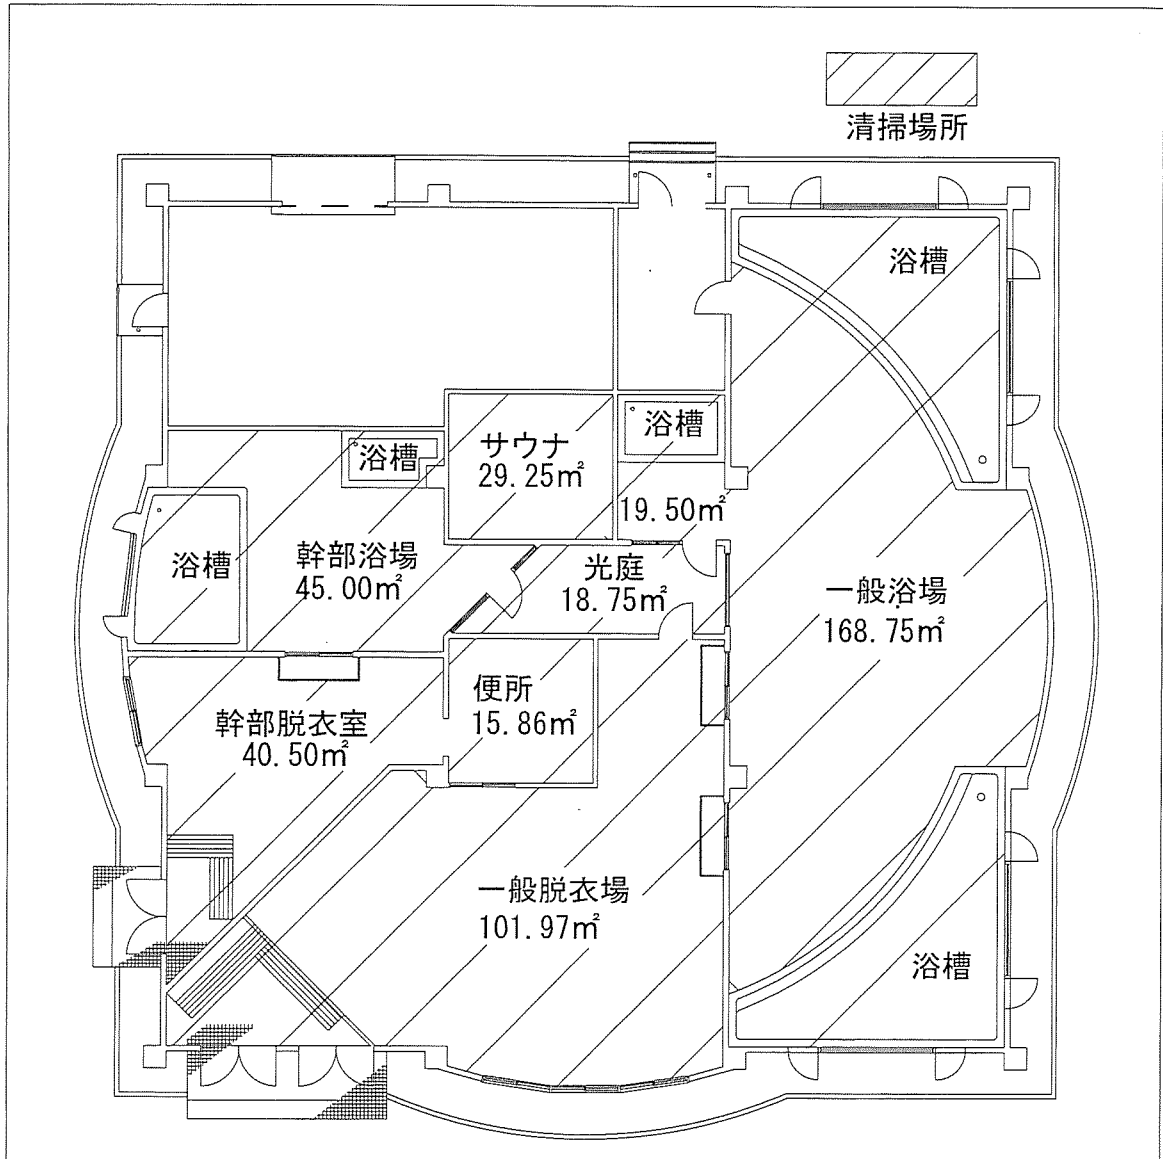 清掃場所
浴槽
浴槽
サウナ
29.25㎡
浴槽
19.50㎡
浴槽
幹部浴場
45.00㎡
光庭
18.75㎡
一般浴場
168.75㎡
便所
15.86㎡
幹部脱衣室
40.50㎡
一般脱衣場
101.97㎡
浴槽